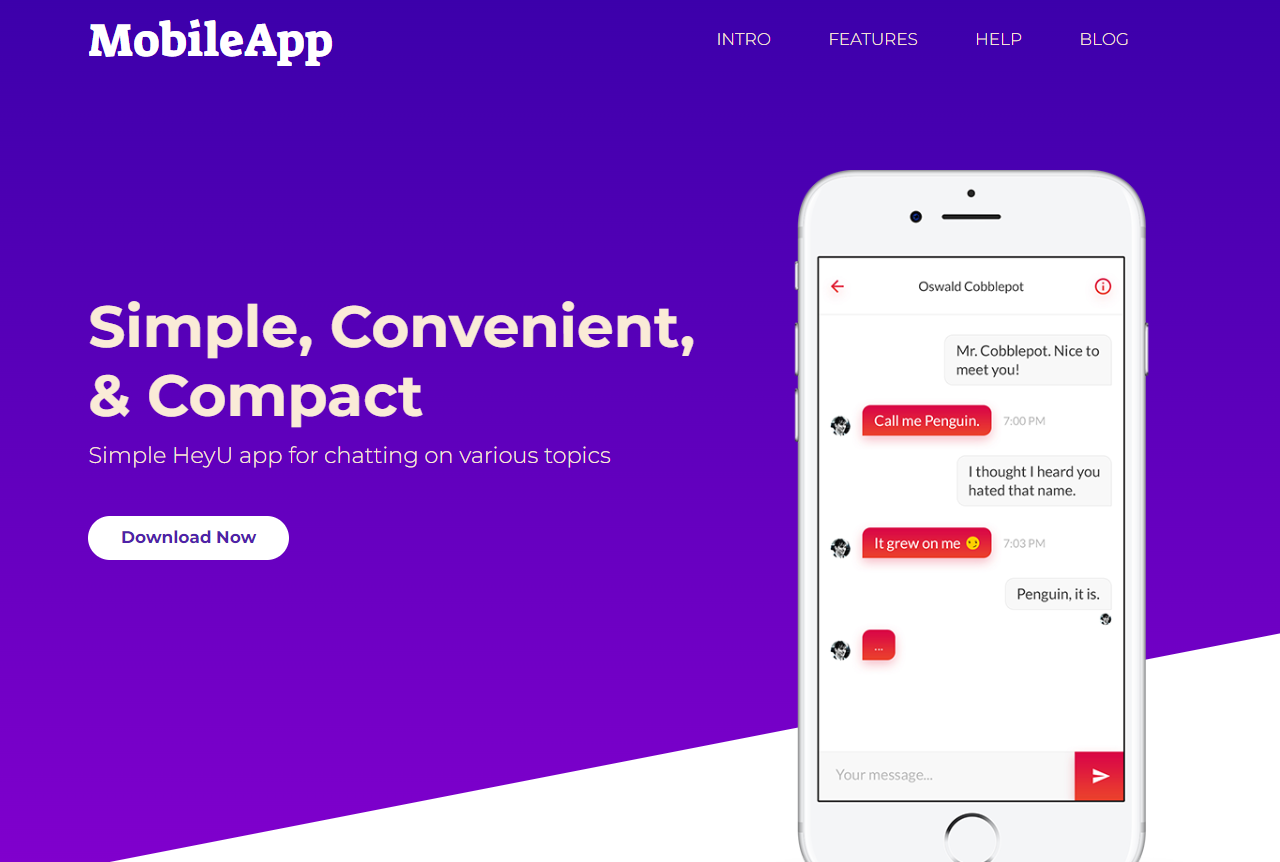 MobileApp
INTRO
FEATURES
HELP
BLOG
Simple, Convenient,
& Compact
Simple HeyU app for chatting on various topics
Download Now
Oswald Cobblepot
Mr. Cobblepot. Nice to
meet you!
Call me Penguin.
7:00 PM
I thought I heard you
hated that name.
It grew on me 😏
7:03 PM
Penguin, it is.
...
Your message...